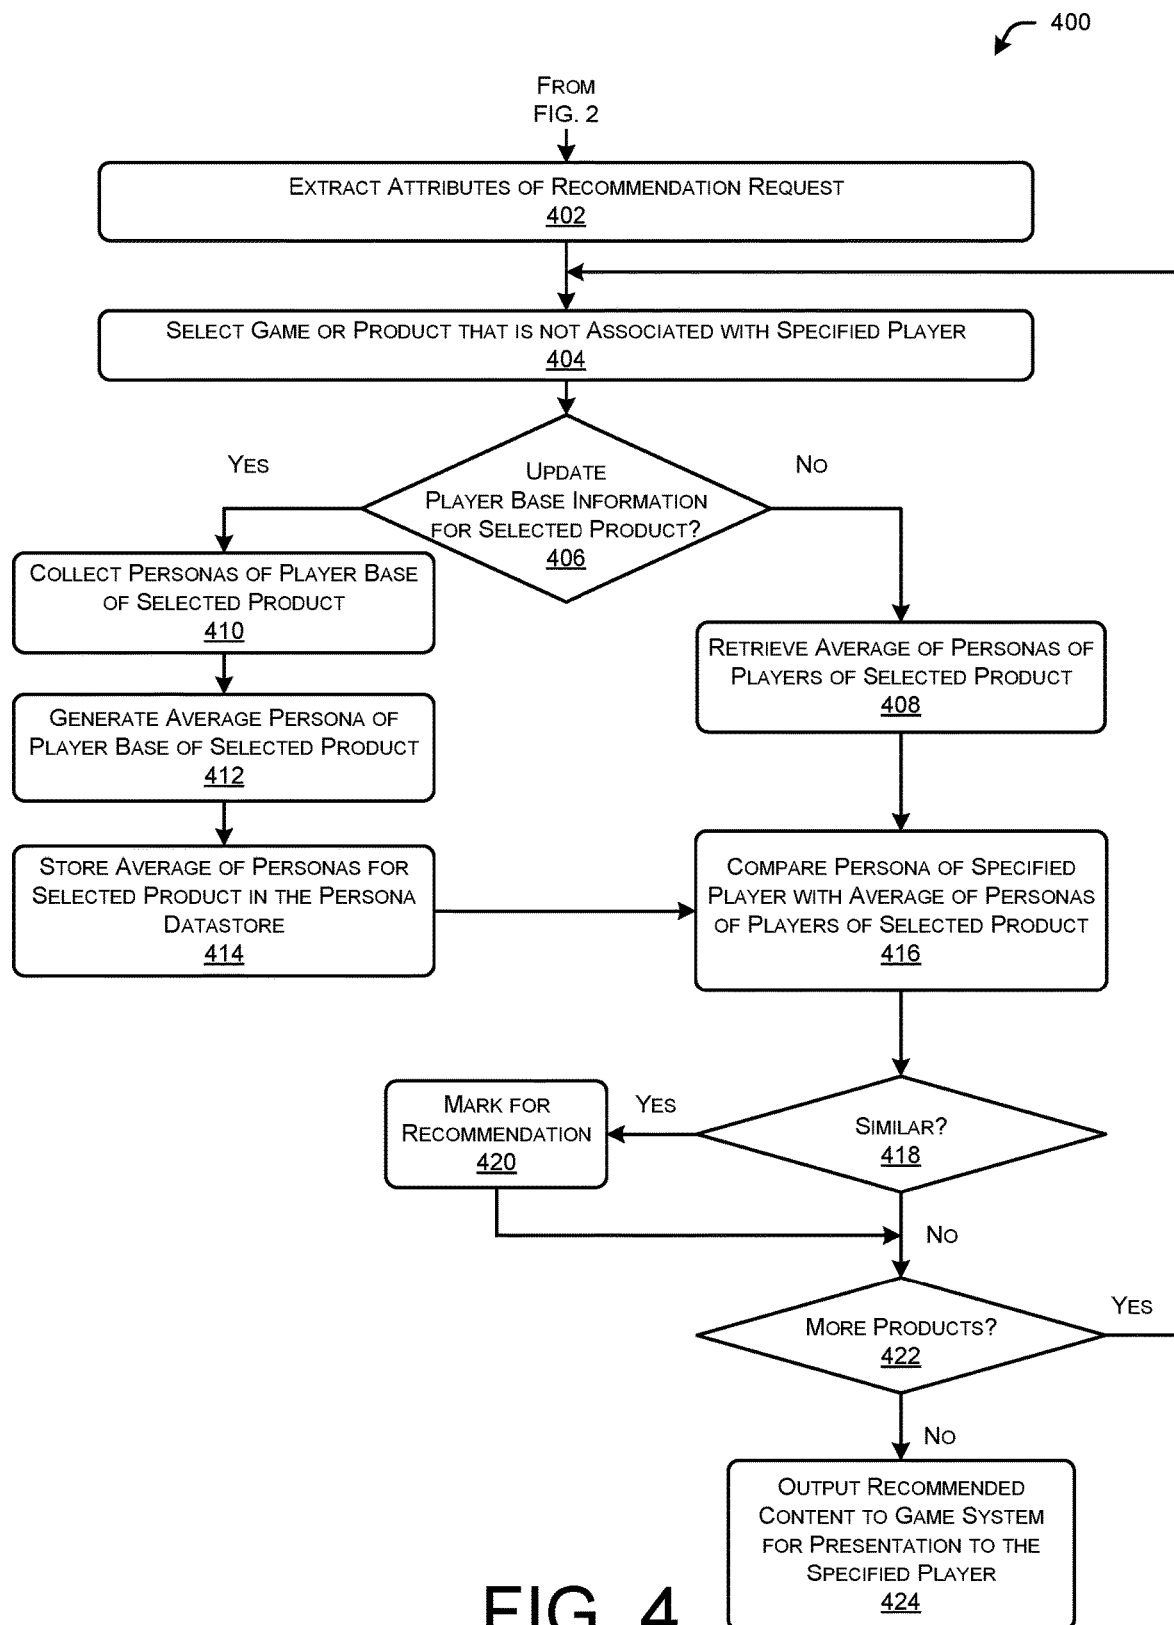 400
FROM
FIG. 2
EXTRACT ATTRIBUTES OF RECOMMENDATION REQUEST
402
SELECT GAME OR PRODUCT THAT IS NOT ASSOCIATED WITH SPECIFIED PLAYER
404
YES
NO
UPDATE
PLAYER BASE INFORMATION
FOR SELECTED PRODUCT?
406
COLLECT PERSONAS OF PLAYER BASE
OF SELECTED PRODUCT
410
RETRIEVE AVERAGE OF PERSONAS OF
PLAYERS OF SELECTED PRODUCT
408
GENERATE AVERAGE PERSONA OF
PLAYER BASE OF SELECTED PRODUCT
412
STORE AVERAGE OF PERSONAS FOR
SELECTED PRODUCT IN THE PERSONA
DATASTORE
414
COMPARE PERSONA OF SPECIFIED
PLAYER WITH AVERAGE OF PERSONAS
OF PLAYERS OF SELECTED PRODUCT
416
MARK FOR
RECOMMENDATION
420
YES
SIMILAR?
418
NO
MORE PRODUCTS?
422
YES
NO
OUTPUT RECOMMENDED
CONTENT TO GAME SYSTEM
FOR PRESENTATION TO THE
SPECIFIED PLAYER
424
FIG. 4